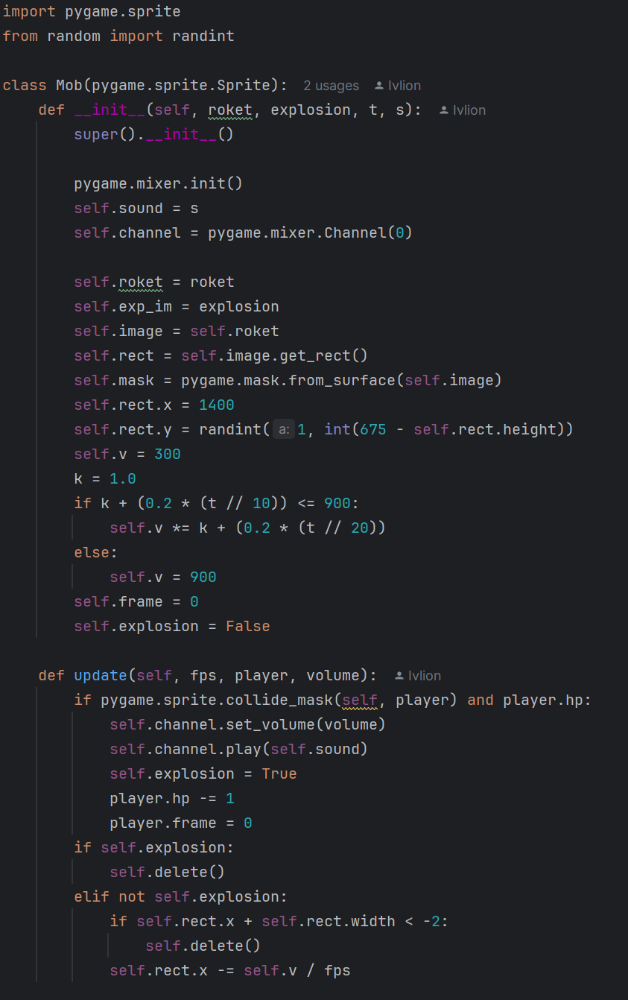 import pygame.sprite
from random import randint
class Mob(pygame.sprite.Sprite): 2 usages Ivlion
    def __init__(self, roket, explosion, t, s): Ivlion
        super().__init__()
        pygame.mixer.init()
        self.sound = s
        self.channel = pygame.mixer.Channel(0)
        self.roket = roket
        self.exp_im = explosion
        self.image = self.roket
        self.rect = self.image.get_rect()
        self.mask = pygame.mask.from_surface(self.image)
        self.rect.x = 1400
        self.rect.y = randint( a: 1, int(675 - self.rect.height))
        self.v = 300
        k = 1.0
        if k + (0.2 * (t // 10)) <= 900:
            self.v *= k + (0.2 * (t // 20))
        else:
            self.v = 900
        self.frame = 0
        self.explosion = False
    def update(self, fps, player, volume): Ivlion
        if pygame.sprite.collide_mask(self, player) and player.hp:
            self.channel.set_volume(volume)
            self.channel.play(self.sound)
            self.explosion = True
            player.hp -= 1
            player.frame = 0
        if self.explosion:
            self.delete()
        elif not self.explosion:
            if self.rect.x + self.rect.width < -2:
                self.delete()
            self.rect.x -= self.v / fps